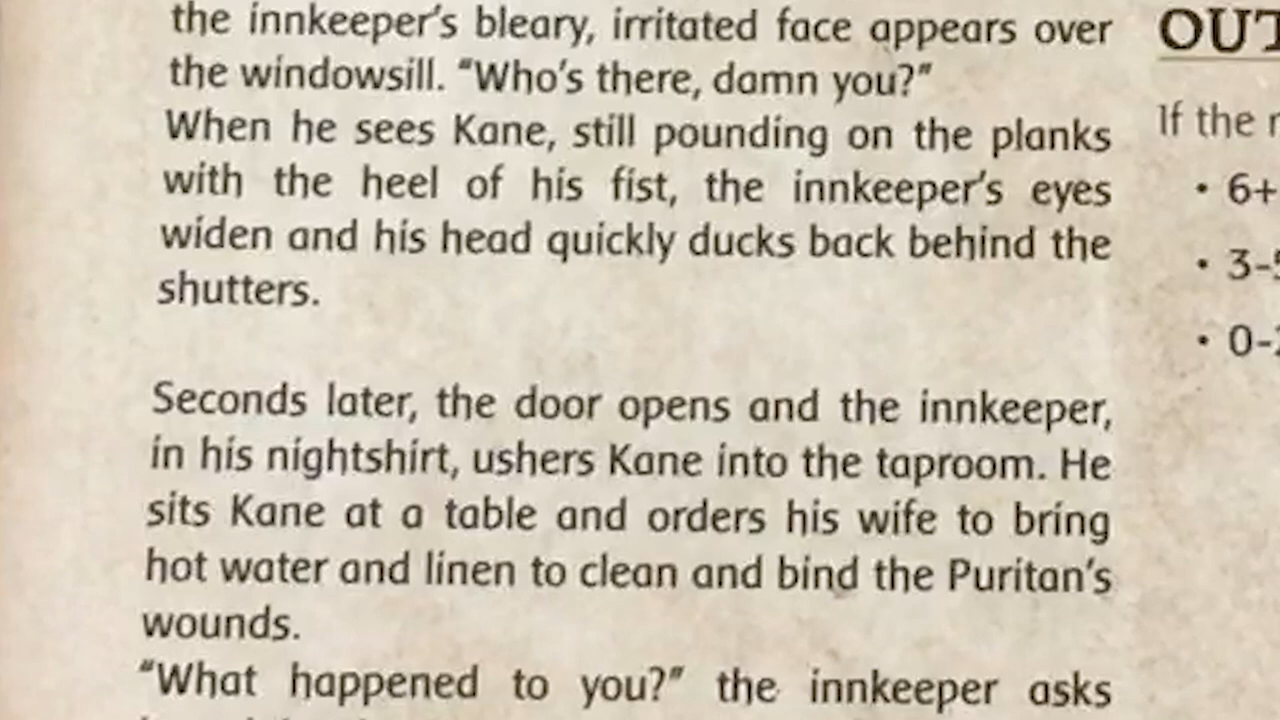 the innkeeper's bleary, irritated face appears over
the windowsill. "Who's there, damn you?"
When he sees Kane, still pounding on the planks
with the heel of his fist, the innkeeper's eyes
widen and his head quickly ducks back behind the
shutters.
Seconds later, the door opens and the innkeeper,
in his nightshirt, ushers Kane into the taproom. He
sits Kane at a table and orders his wife to bring
hot water and linen to clean and bind the Puritan's
wounds.
"What happened to you?" the innkeeper asks
OUT
If the
• 6+
• 3-
• 0-